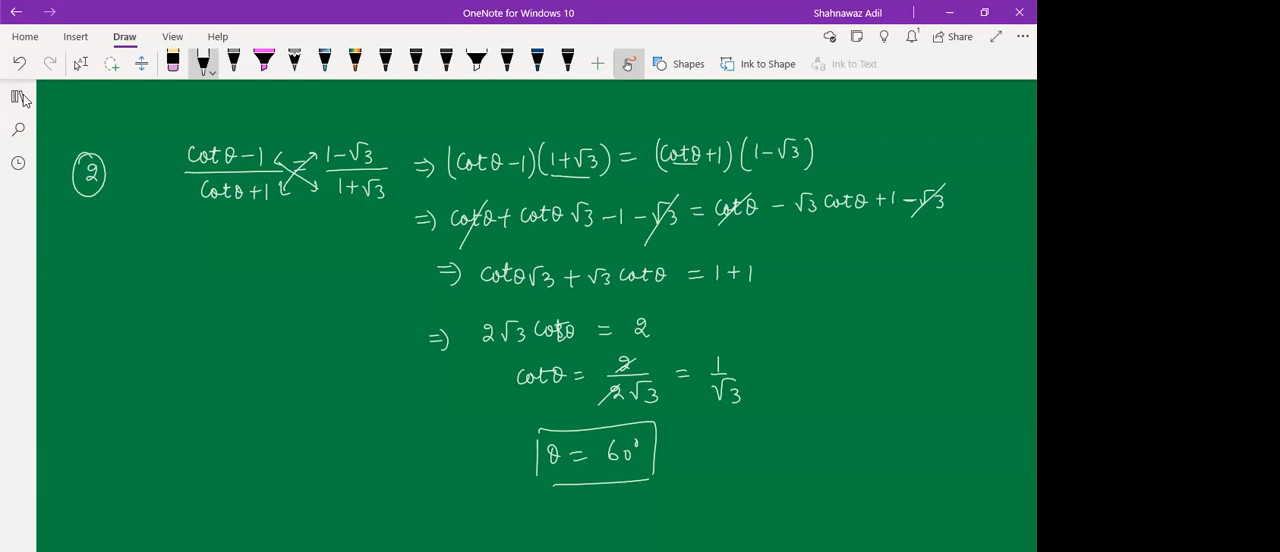 OneNote for Windows 10
Shahnawaz Adil
Home Insert Draw View Help
Share
Shapes Ink to Shape Ink to Text
2 (cotθ-1)/(cotθ+1) = (1-√3)/(1+√3) ⇒ (cotθ-1)(1+√3) = (cotθ+1)(1-√3)
⇒ cotθ + cotθ √3 -1 -√3 = cotθ - √3 cotθ +1 -√3
⇒ cotθ√3 + √3 cotθ = 1+1
⇒ 2√3 cotθ = 2
cotθ = 2/2√3 = 1/√3
θ = 60°